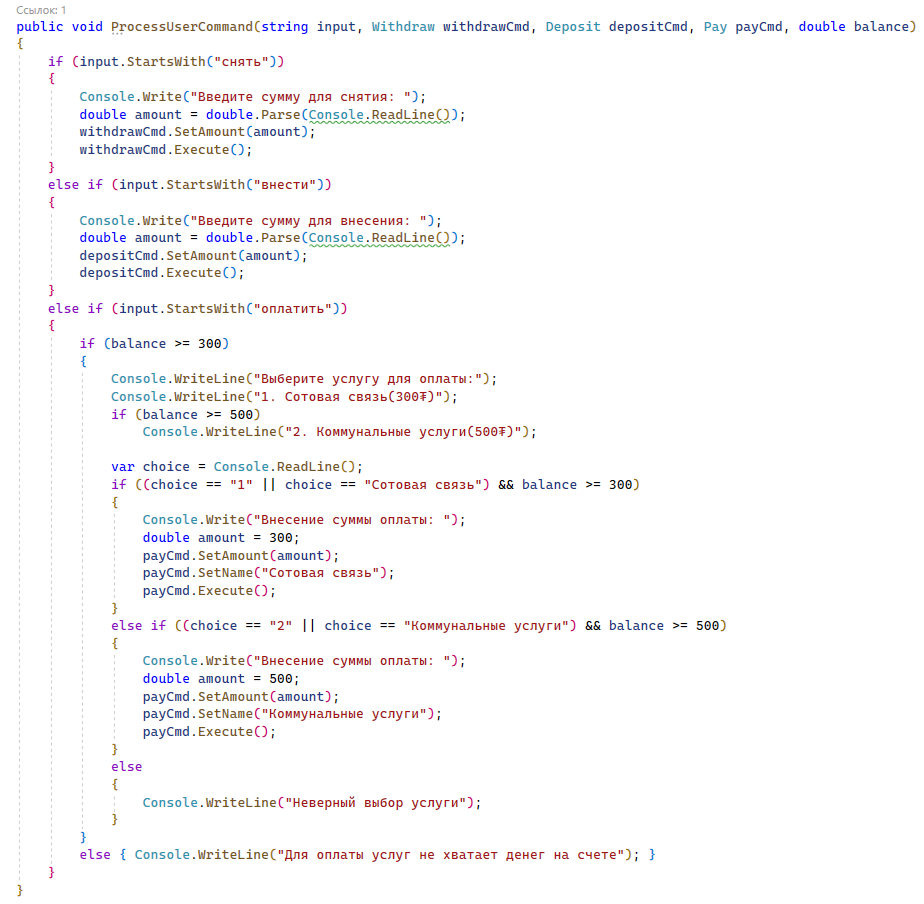 Ссылок: 1
public void ProcessUserCommand(string input, Withdraw withdrawCmd, Deposit depositCmd, Pay payCmd, double balance)
{
    if (input.StartsWith("снять"))
    {
        Console.Write("Введите сумму для снятия: ");
        double amount = double.Parse(Console.ReadLine());
        withdrawCmd.SetAmount(amount);
        withdrawCmd.Execute();
    }
    else if (input.StartsWith("внести"))
    {
        Console.Write("Введите сумму для внесения: ");
        double amount = double.Parse(Console.ReadLine());
        depositCmd.SetAmount(amount);
        depositCmd.Execute();
    }
    else if (input.StartsWith("оплатить"))
    {
        if (balance >= 300)
        {
            Console.WriteLine("Выберите услугу для оплаты:");
            Console.WriteLine("1. Сотовая связь(300₮)");
            if (balance >= 500)
                Console.WriteLine("2. Коммунальные услуги(500₮)");

            var choice = Console.ReadLine();
            if ((choice == "1" || choice == "Сотовая связь") && balance >= 300)
            {
                Console.Write("Внесение суммы оплаты: ");
                double amount = 300;
                payCmd.SetAmount(amount);
                payCmd.SetName("Сотовая связь");
                payCmd.Execute();
            }
            else if ((choice == "2" || choice == "Коммунальные услуги") && balance >= 500)
            {
                Console.Write("Внесение суммы оплаты: ");
                double amount = 500;
                payCmd.SetAmount(amount);
                payCmd.SetName("Коммунальные услуги");
                payCmd.Execute();
            }
            else
            {
                Console.WriteLine("Неверный выбор услуги");
            }
        }
        else { Console.WriteLine("Для оплаты услуг не хватает денег на счете"); }
    }
}